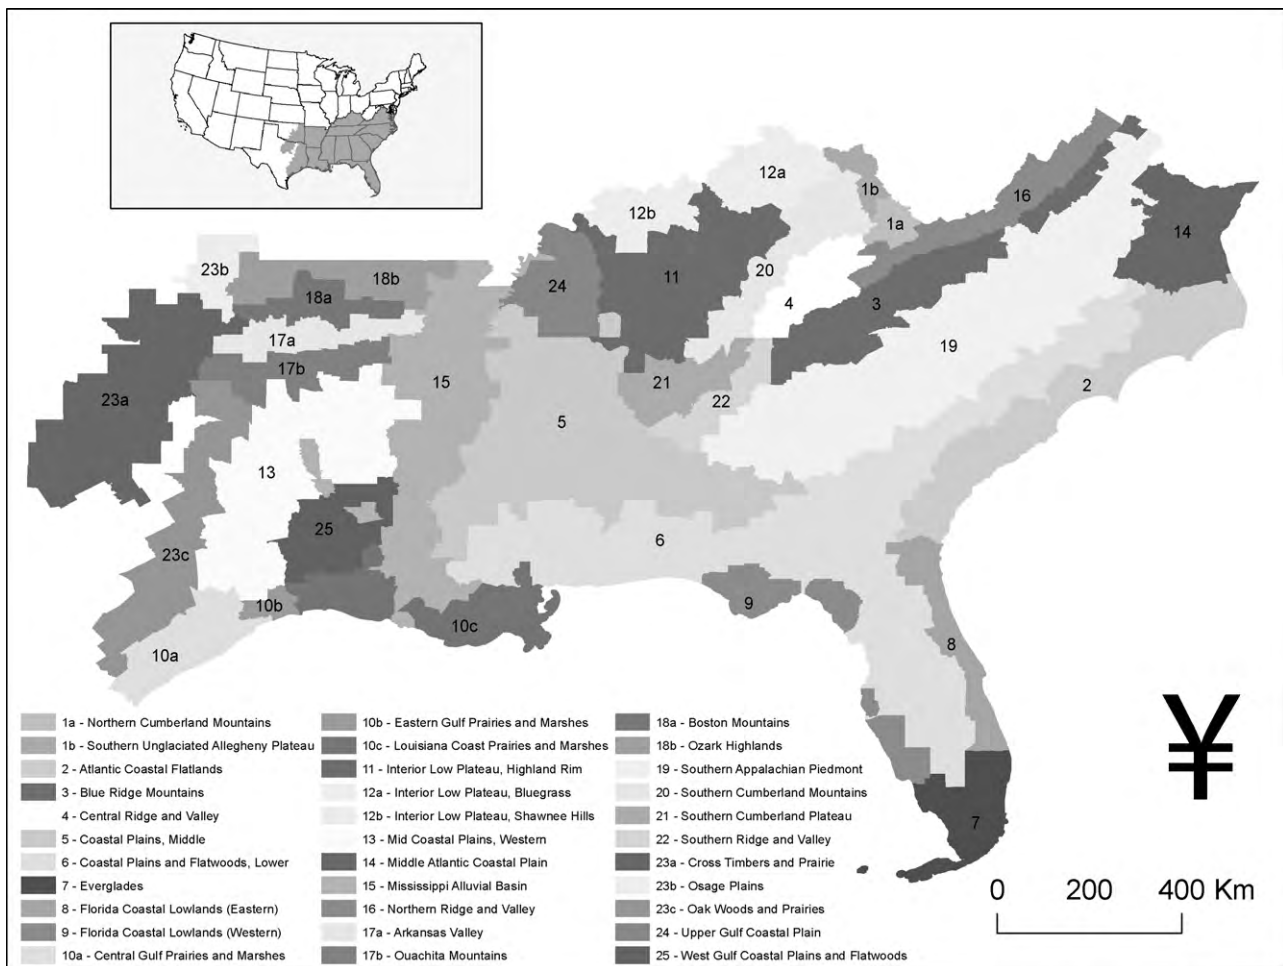 12a
1b
16
12b
1a
14
23b
18b
20
24
11
18a
4
3
17a
19
17b
15
21
2
23a
22
5
13
25
6
23c
10b
9
10c
8
10a
7
¥
1a - Northern Cumberland Mountains
1b - Southern Unglaciated Allegheny Plateau
2 - Atlantic Coastal Flatlands
3 - Blue Ridge Mountains
4 - Central Ridge and Valley
5 - Coastal Plains, Middle
6 - Coastal Plains and Flatwoods, Lower
7 - Everglades
8 - Florida Coastal Lowlands (Eastern)
9 - Florida Coastal Lowlands (Western)
10a - Central Gulf Prairies and Marshes
10b - Eastern Gulf Prairies and Marshes
10c - Louisiana Coast Prairies and Marshes
11 - Interior Low Plateau, Highland Rim
12a - Interior Low Plateau, Bluegrass
12b - Interior Low Plateau, Shawnee Hills
13 - Mid Coastal Plains, Western
14 - Middle Atlantic Coastal Plain
15 - Mississippi Alluvial Basin
16 - Northern Ridge and Valley
17a - Arkansas Valley
17b - Ouachita Mountains
18a - Boston Mountains
18b - Ozark Highlands
19 - Southern Appalachian Piedmont
20 - Southern Cumberland Mountains
21 - Southern Cumberland Plateau
22 - Southern Ridge and Valley
23a - Cross Timbers and Prairie
23b - Osage Plains
23c - Oak Woods and Prairies
24 - Upper Gulf Coastal Plain
25 - West Gulf Coastal Plains and Flatwoods
0 200 400 Km